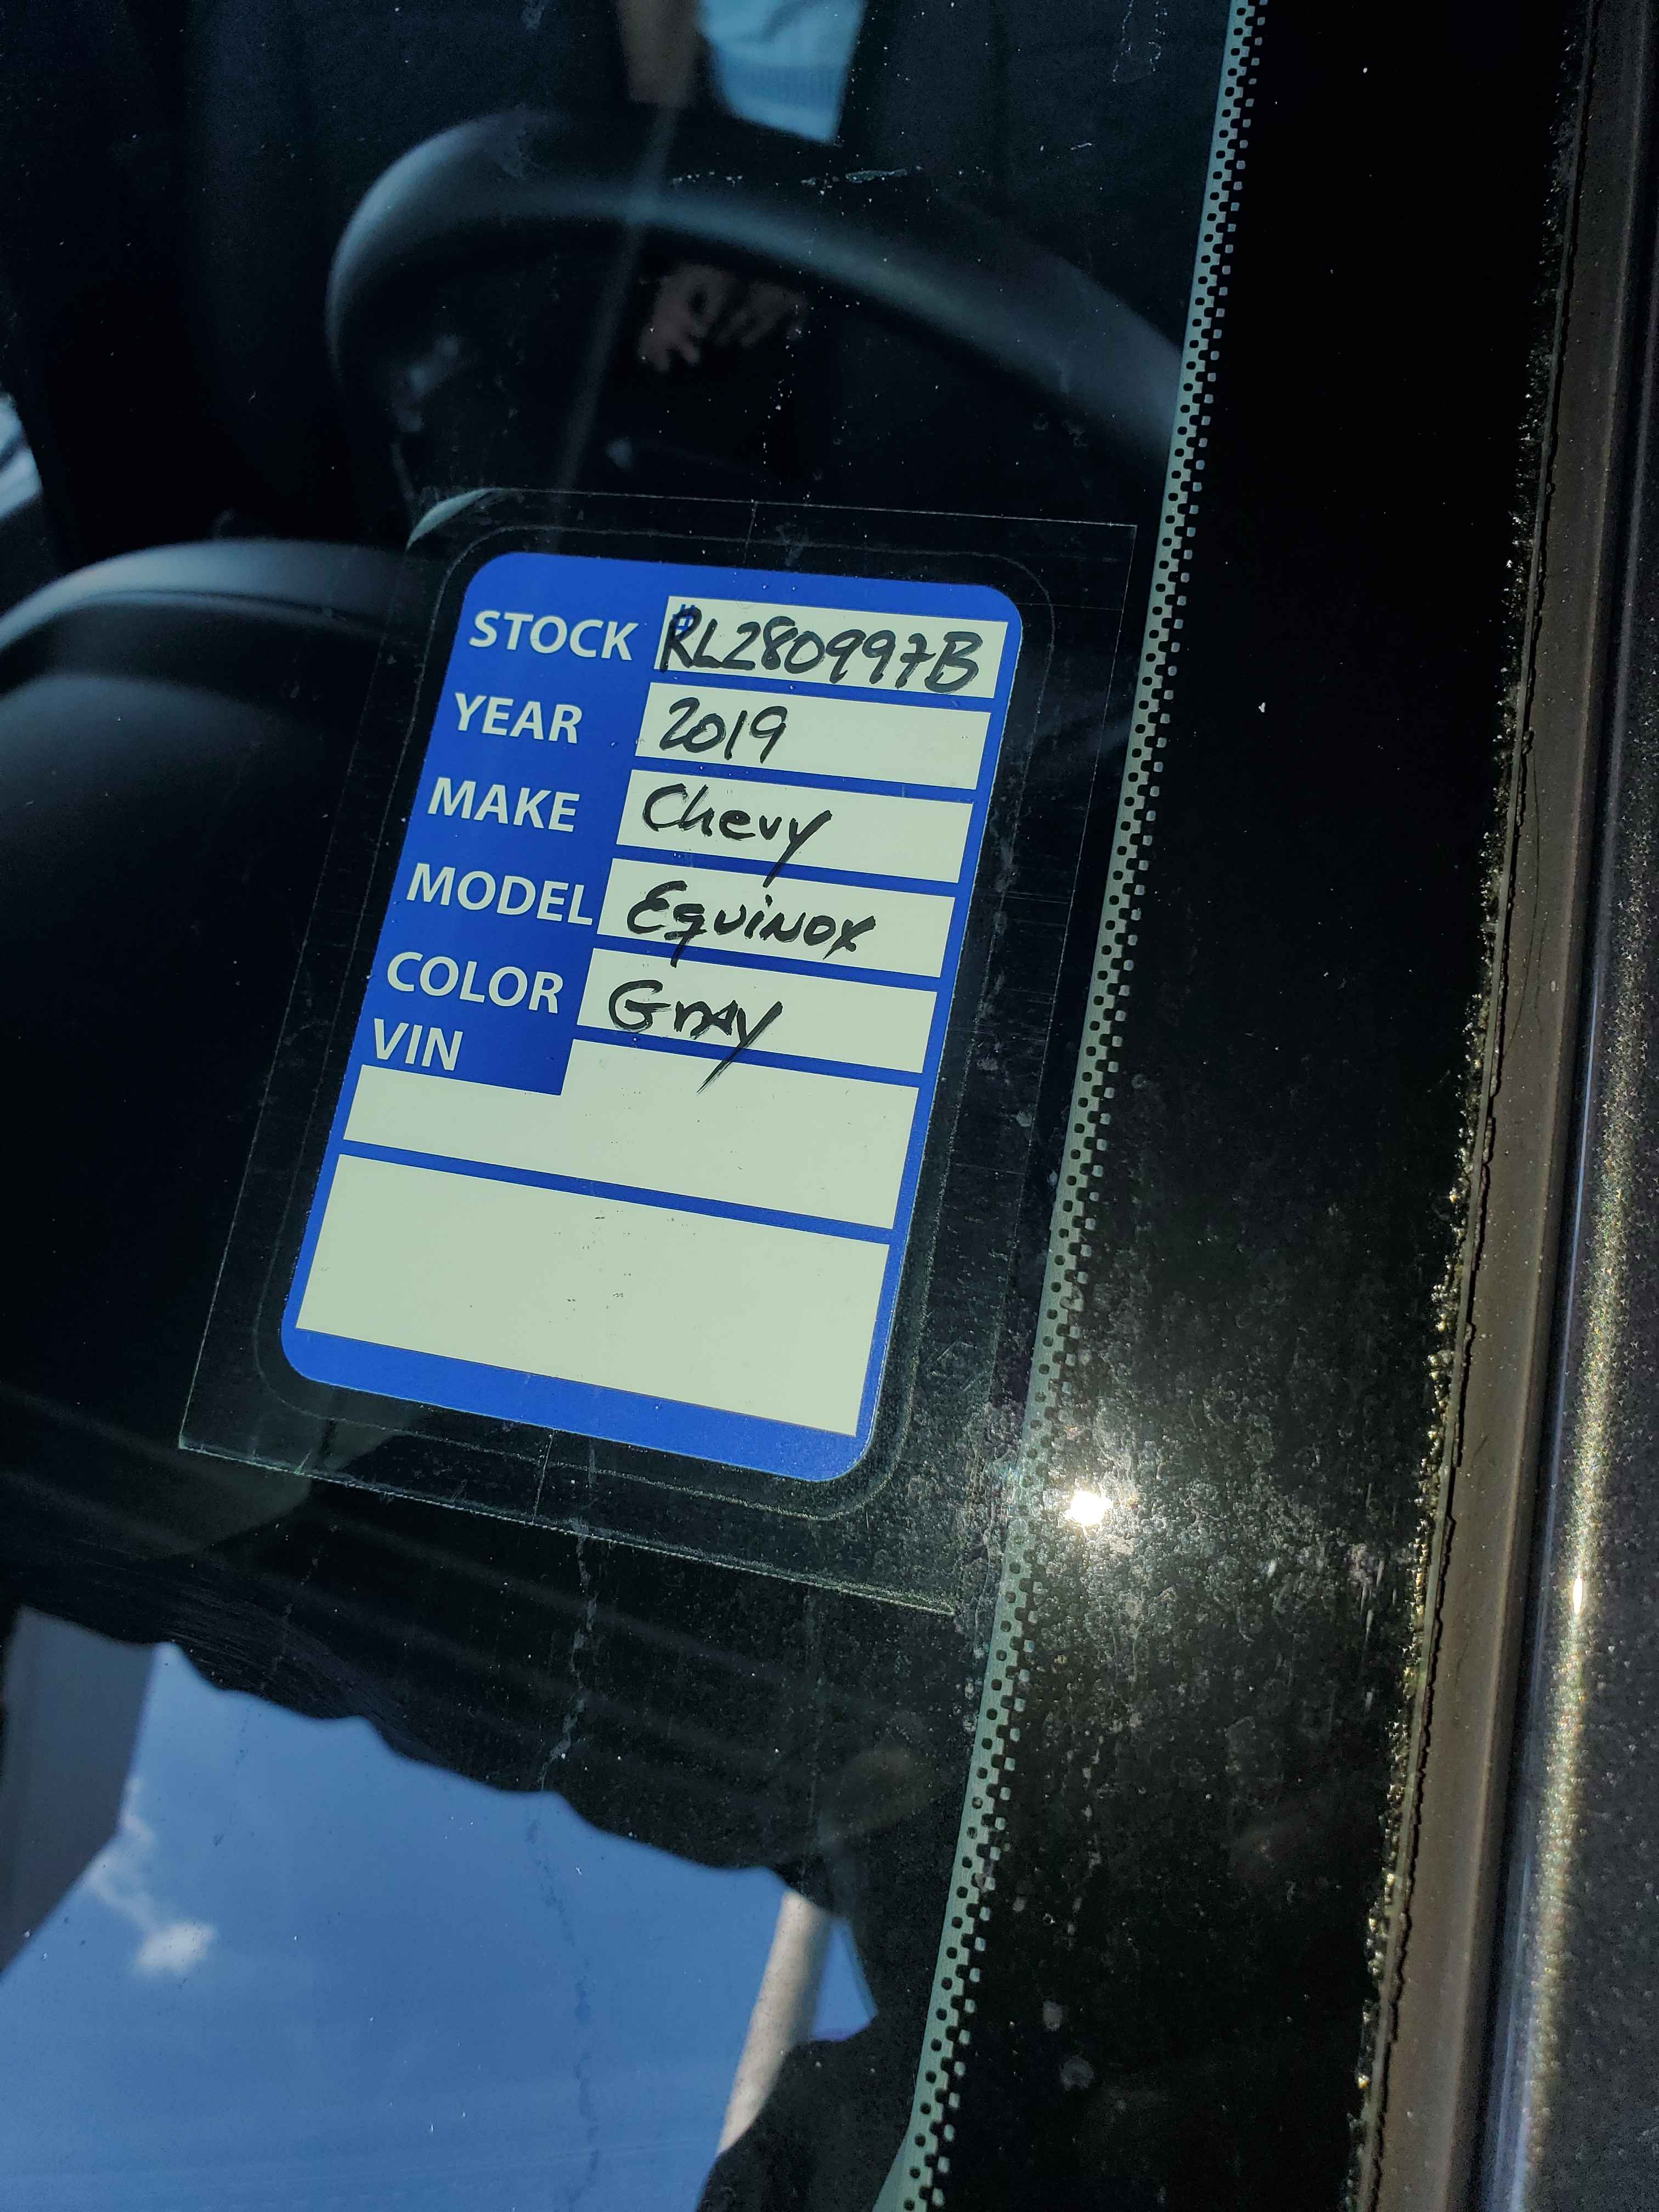 STOCK #RL280997B
YEAR 2019
MAKE Chevy
MODEL Equinox
COLOR Gray
VIN